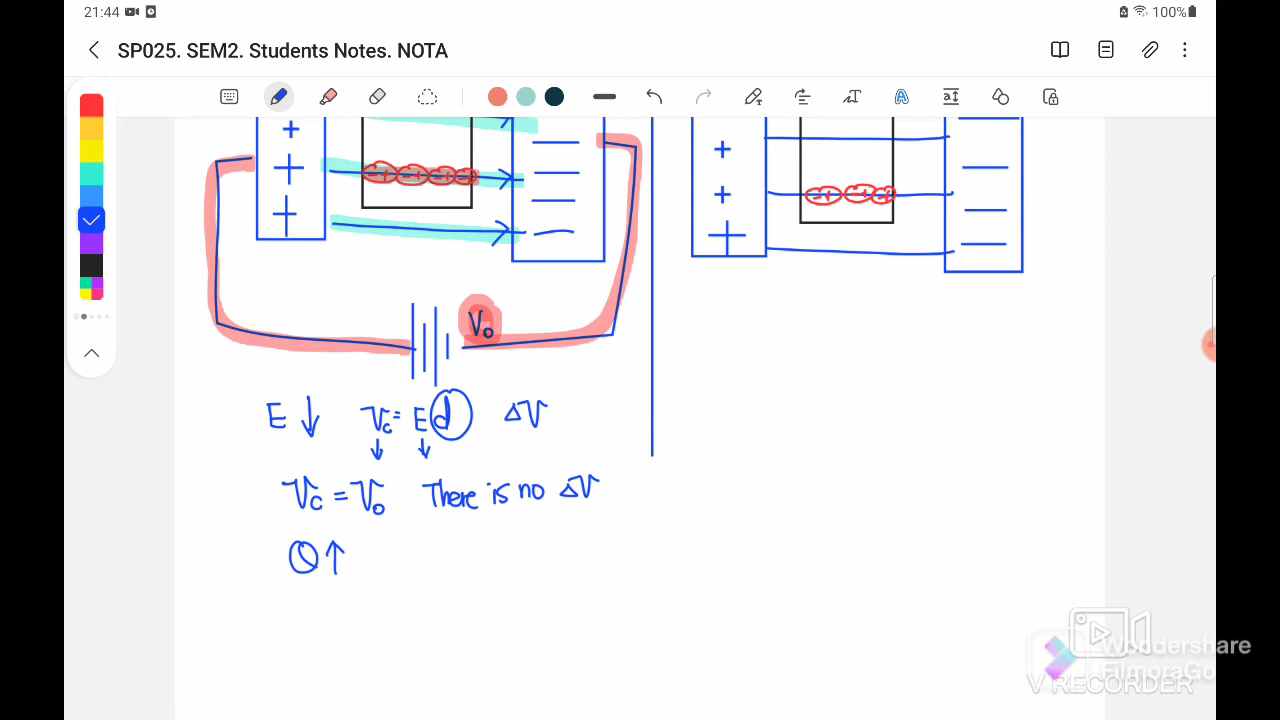 21:44 100%
SP025. SEM2. Students Notes. NOTA
V₀
E ↓ V꜀ = Ed ΔV
↓ ↓
V꜀ = V₀ There is no ΔV
Q ↑
Wondershare
FilmoraGo
V RECORDER